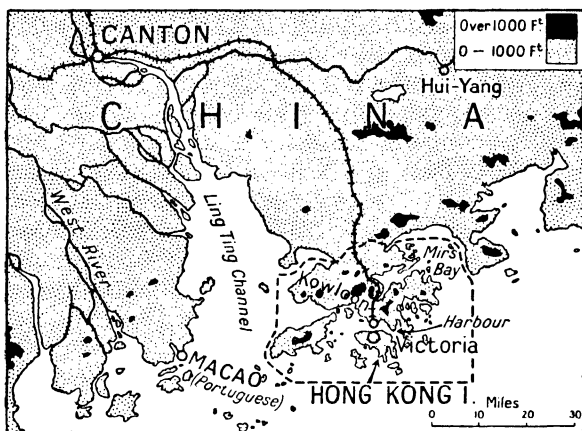 Over 1000 Ft
0 – 1000 Ft
CANTON
Hui-Yang
CHINA
West River
Ling Ting Channel
Mirs
Bay
Kowloon
Harbour
Victoria
MACAO
(Portuguese)
HONG KONG I.
Miles
0 10 20 30